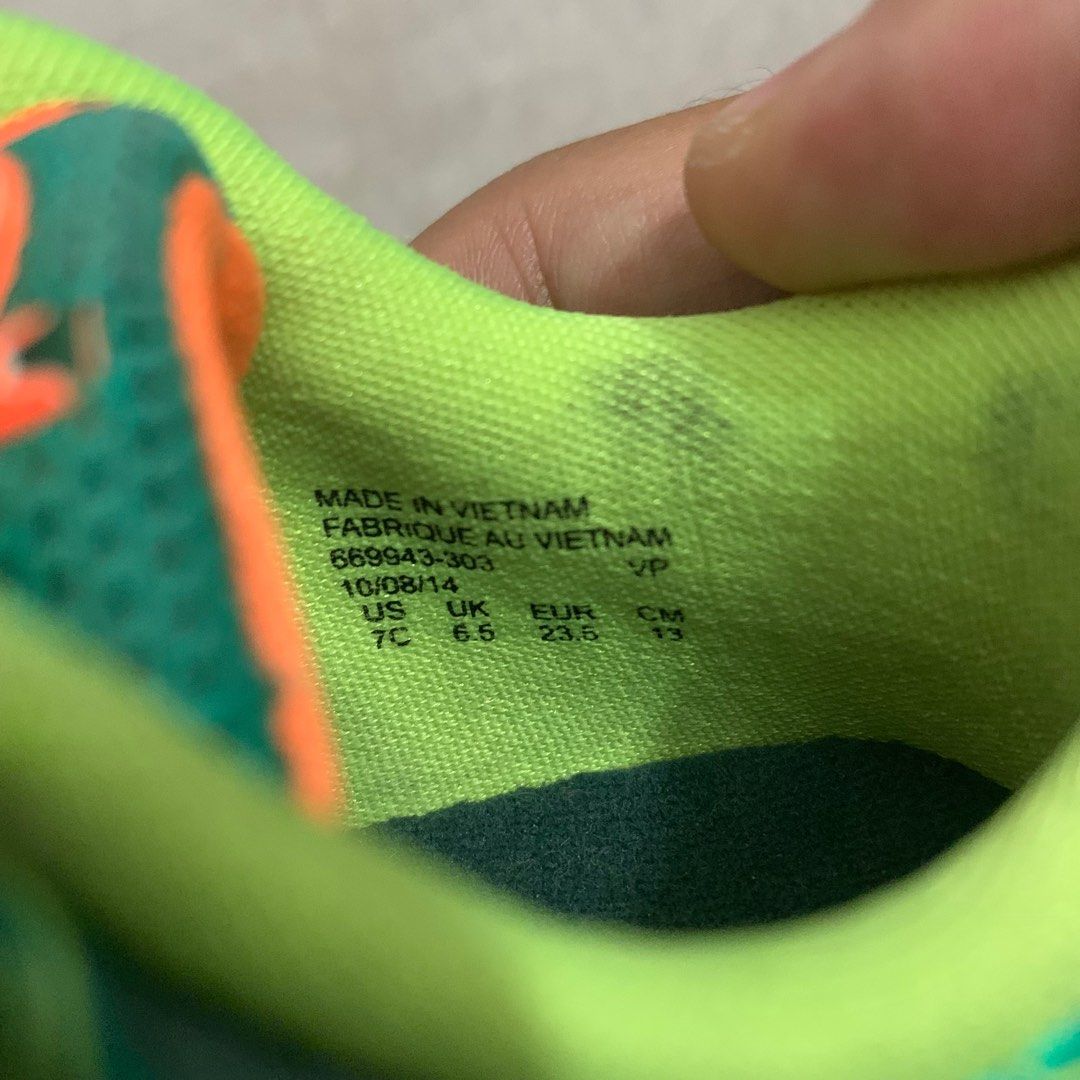 MADE IN VIETNAM
FABRIQUE AU VIETNAM
669943-303 VP
10/08/14
US UK EUR CM
7C 6.5 23.5 13